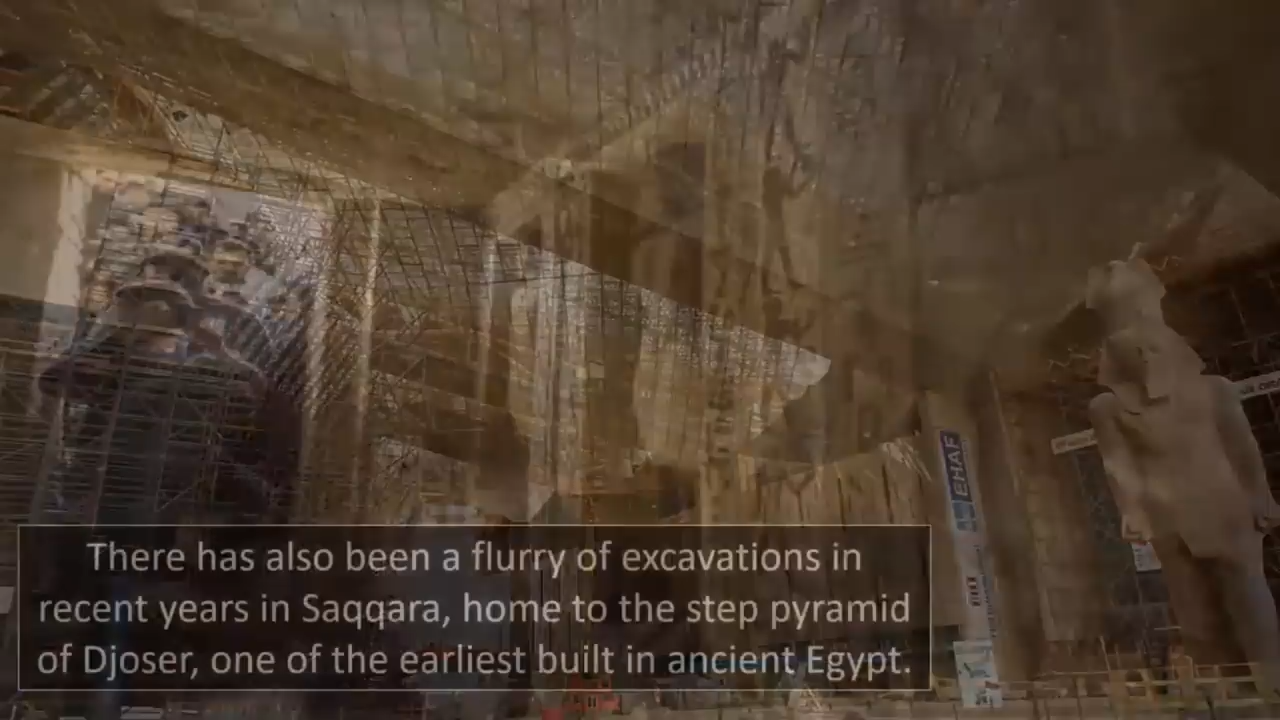 There has also been a flurry of excavations in
recent years in Saqqara, home to the step pyramid
of Djoser, one of the earliest built in ancient Egypt.
EHAF